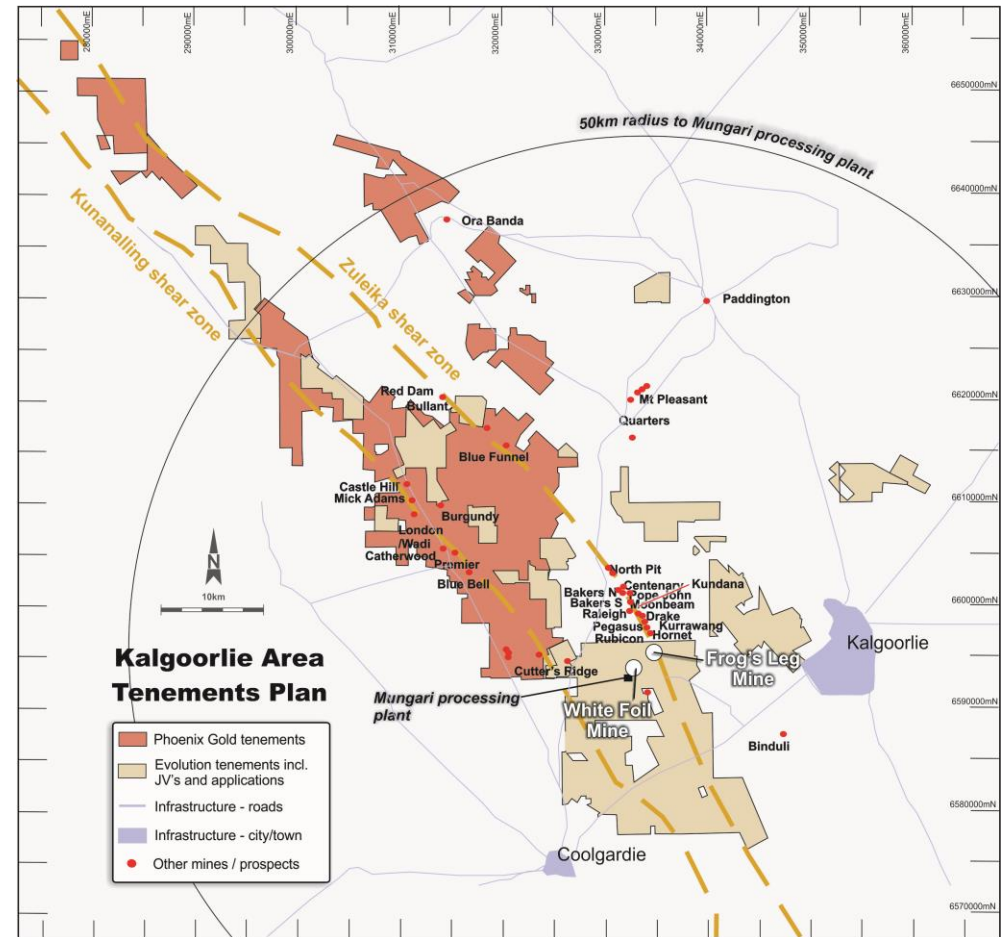 280000mE
290000mE
300000mE
310000mE
320000mE
330000mE
340000mE
350000mE
360000mE
6650000mN
6640000mN
6630000mN
6620000mN
6610000mN
6600000mN
6590000mN
6580000mN
6570000mN
50km radius to Mungari processing plant
Kunanalling shear zone
Zuleika shear zone
Ora Banda
Paddington
Red Dam
Bullant
Mt Pleasant
Quarters
Blue Funnel
Castle Hill
Mick Adams
Burgundy
London
/Wadi
Catherwood
Premier
Blue Bell
North Pit
Centenary
Kundana
Bakers N
Pope John
Bakers S
Moonbeam
Raleigh
Drake
Pegasus
Kurrawang
Rubicon
Hornet
Kalgoorlie
Cutter's Ridge
Frog's Leg
Mine
Mungari processing
plant
White Foil
Mine
Binduli
Coolgardie
N
10km
Kalgoorlie Area
Tenements Plan
Phoenix Gold tenements
Evolution tenements incl.
JV's and applications
Infrastructure - roads
Infrastructure - city/town
Other mines / prospects